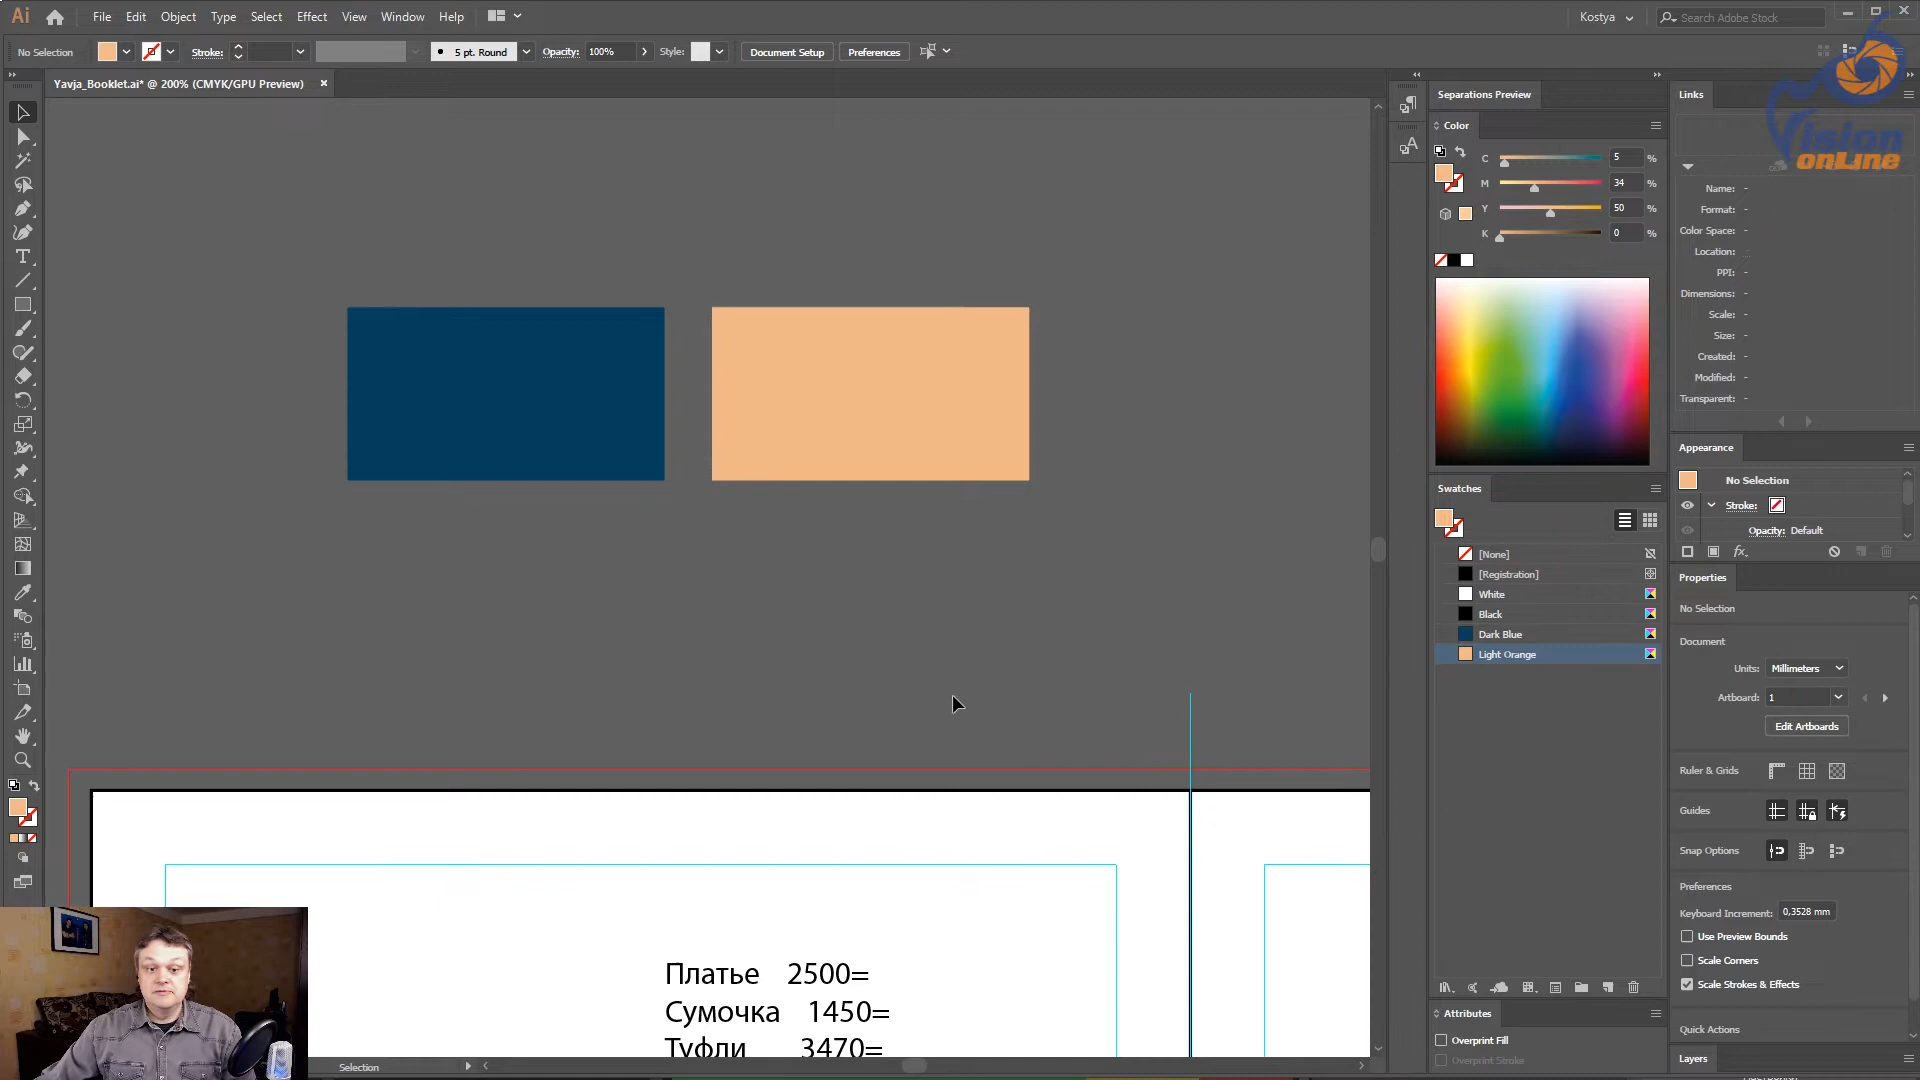 Ai File Edit Object Type Select Effect View Window Help Kostya Search Adobe Stock
No Selection Stroke: 5 pt. Round Opacity: 100% Style: Document Setup Preferences
Yavja_Booklet.ai* @ 200% (CMYK/GPU Preview)
Separations Preview
Color
C 5 %
M 34 %
Y 50 %
K 0 %
Swatches
[None]
[Registration]
White
Black
Dark Blue
Light Orange
Attributes
Overprint Fill
Overprint Stroke
Links
Vision
onLine
Name: -
Format: -
Color Space: -
Location:
PPI: -
Dimensions: -
Scale: -
Size: -
Created: -
Modified: -
Transparent: -
Appearance
No Selection
Stroke:
Opacity: Default
fx
Properties
No Selection
Document
Units: Millimeters
Artboard: 1
Edit Artboards
Ruler & Grids
Guides
Snap Options
Preferences
Keyboard Increment: 0,3528 mm
Use Preview Bounds
Scale Corners
Scale Strokes & Effects
Quick Actions
Layers
Платье 2500=
Сумочка 1450=
Туфли 3470=
Selection